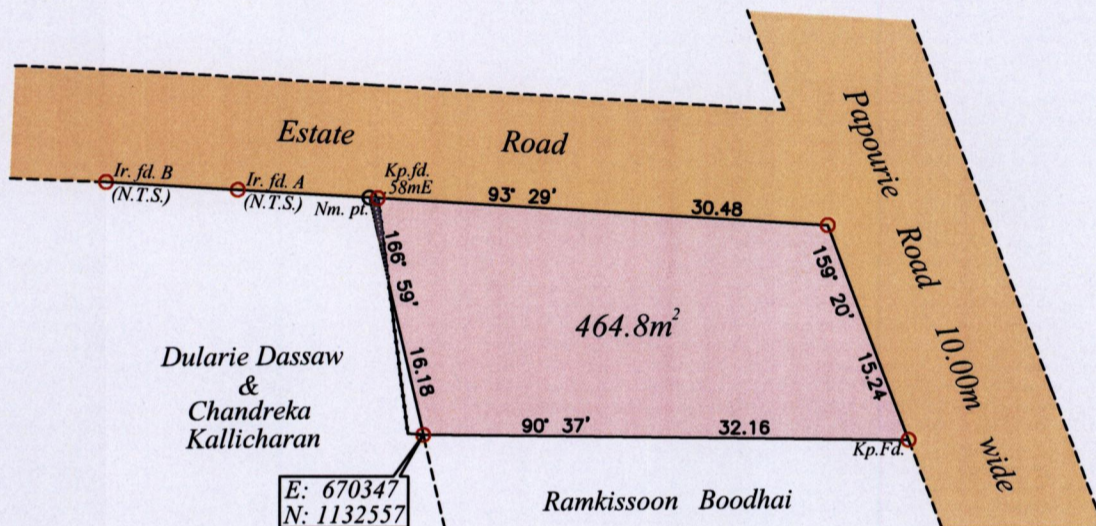 Estate Road
Papourie Road 10.00m wide
Ir. fd. B
(N.T.S.)
Ir. fd. A
(N.T.S.)
Kp.fd.
.58mE
Nm. pt.
93° 29' 30.48
166° 59' 16.18
159° 20' 15.24
464.8m²
Dularie Dassaw
&
Chandreka
Kallicharan
90° 37' 32.16
Kp.Fd.
E: 670347
N: 1132557
Ramkissoon Boodhai